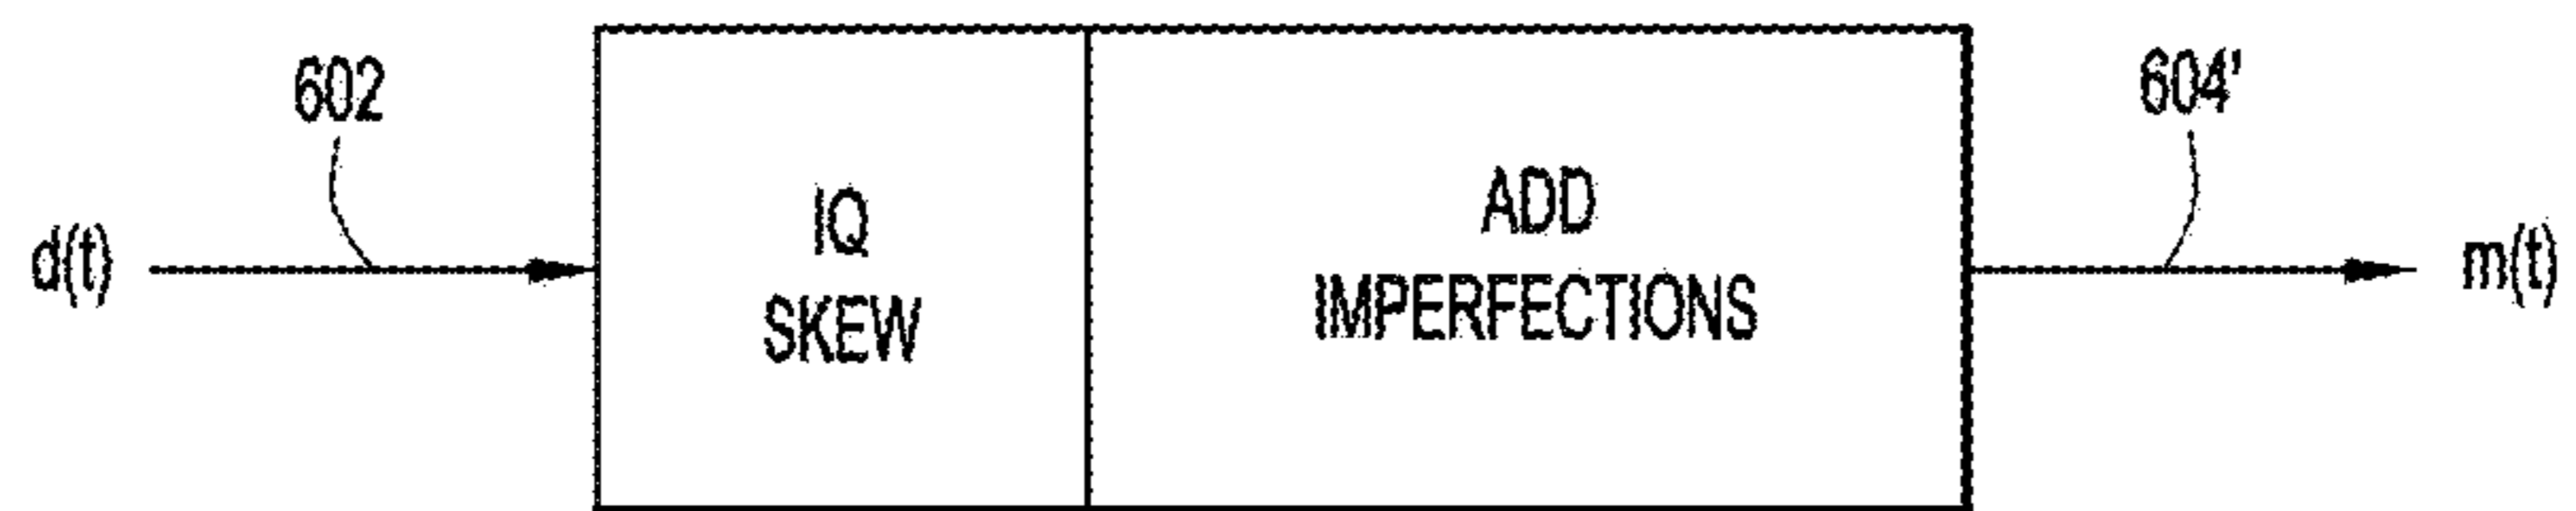 602
604'
d(t)
IQ
SKEW
ADD
IMPERFECTIONS
m(t)